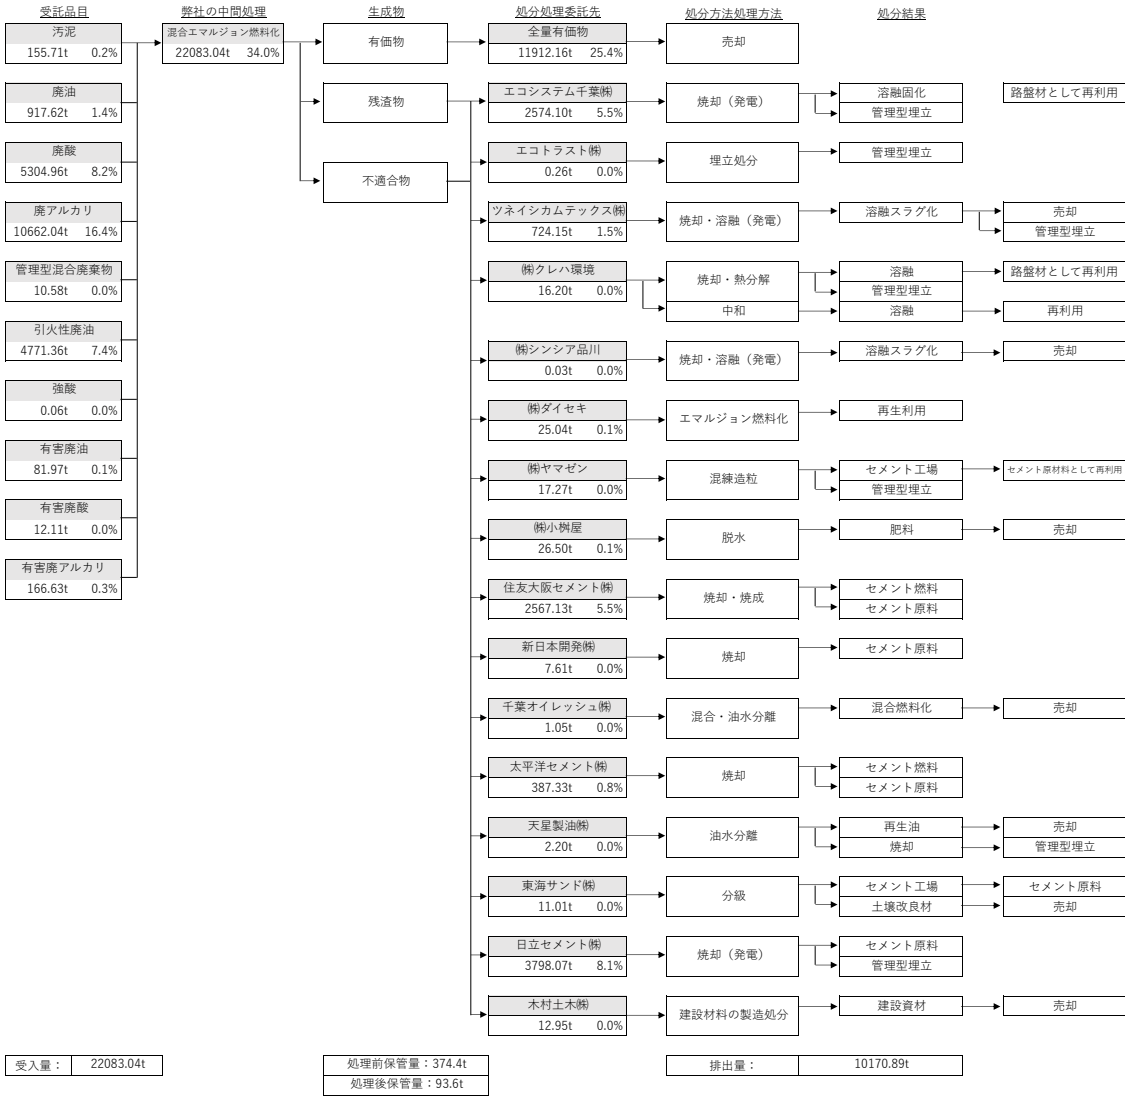 受託品目
弊社の中間処理
生成物
処分処理委託先
処分方法処理方法
処分結果
汚泥
155.71t 0.2%
廃油
917.62t 1.4%
廃酸
5304.96t 8.2%
廃アルカリ
10662.04t 16.4%
管理型混合廃棄物
10.58t 0.0%
引火性廃油
4771.36t 7.4%
強酸
0.06t 0.0%
有害廃油
81.97t 0.1%
有害廃酸
12.11t 0.0%
有害廃アルカリ
166.63t 0.3%
混合エマルジョン燃料化
22083.04t 34.0%
有価物
残渣物
不適合物
全量有価物
11912.16t 25.4%
売却
エコシステム千葉㈱
2574.10t 5.5%
焼却（発電）
溶融固化
管理型埋立
路盤材として再利用
エコトラスト㈱
0.26t 0.0%
埋立処分
管理型埋立
ツネイシカムテックス㈱
724.15t 1.5%
焼却・溶融（発電）
溶融スラグ化
売却
管理型埋立
㈱クレハ環境
16.20t 0.0%
焼却・熱分解
中和
溶融
管理型埋立
溶融
路盤材として再利用
再利用
㈱シンシア品川
0.03t 0.0%
焼却・溶融（発電）
溶融スラグ化
売却
㈱ダイセキ
25.04t 0.1%
エマルジョン燃料化
再生利用
㈱ヤマゼン
17.27t 0.0%
混練造粒
セメント工場
管理型埋立
セメント原材料として再利用
㈱小桝屋
26.50t 0.1%
脱水
肥料
売却
住友大阪セメント㈱
2567.13t 5.5%
焼却・焼成
セメント燃料
セメント原料
新日本開発㈱
7.61t 0.0%
焼却
セメント原料
千葉オイレッシュ㈱
1.05t 0.0%
混合・油水分離
混合燃料化
売却
太平洋セメント㈱
387.33t 0.8%
焼却
セメント燃料
セメント原料
天星製油㈱
2.20t 0.0%
油水分離
再生油
焼却
売却
管理型埋立
東海サンド㈱
11.01t 0.0%
分級
セメント工場
土壌改良材
セメント原料
売却
日立セメント㈱
3798.07t 8.1%
焼却（発電）
セメント原料
管理型埋立
木村土木㈱
12.95t 0.0%
建設材料の製造処分
建設資材
売却
受入量： 22083.04t
処理前保管量：374.4t
処理後保管量：93.6t
排出量： 10170.89t